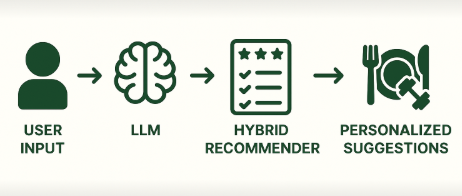 USER
INPUT
LLM
HYBRID
RECOMMENDER
PERSONALIZED
SUGGESTIONS